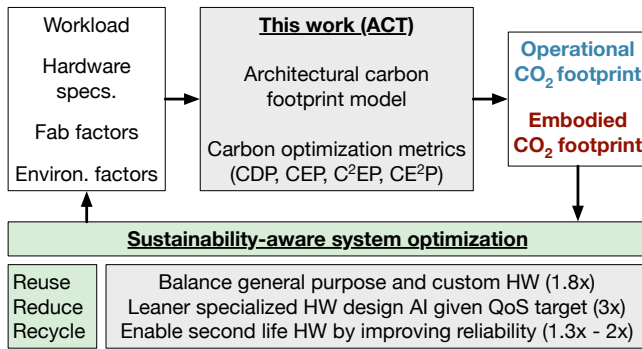 Workload
Hardware
specs.
Fab factors
Environ. factors
This work (ACT)
Architectural carbon
footprint model
Carbon optimization metrics
(CDP, CEP, C²EP, CE²P)
Operational
CO₂ footprint
Embodied
CO₂ footprint
Sustainability-aware system optimization
Reuse
Balance general purpose and custom HW (1.8x)
Reduce
Leaner specialized HW design AI given QoS target (3x)
Recycle
Enable second life HW by improving reliability (1.3x - 2x)